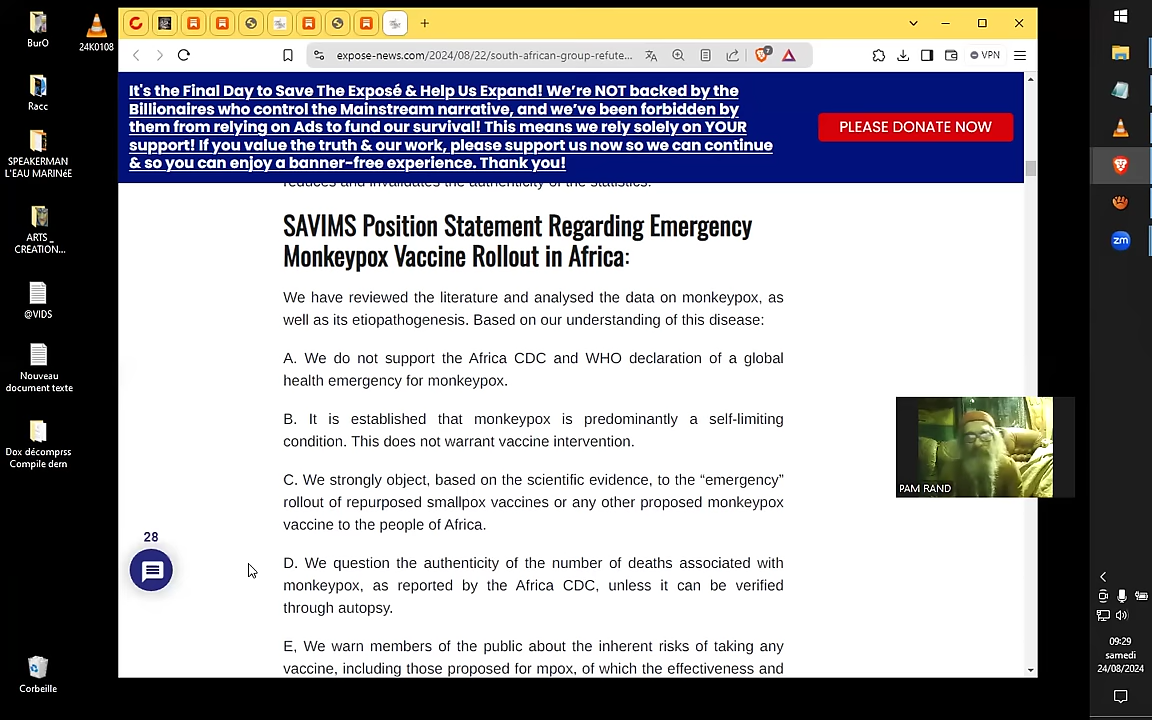 BurO
24K0108
Racc
SPEAKERMAN
L'EAU MARINéE
ARTS _
CREATION...
@VIDS
Nouveau
document texte
Dox décomprss
Compile dern
Corbeille
expose-news.com/2024/08/22/south-african-group-refute...
VPN
It's the Final Day to Save The Exposé & Help Us Expand! We're NOT backed by the
Billionaires who control the Mainstream narrative, and we've been forbidden by
them from relying on Ads to fund our survival! This means we rely solely on YOUR
support! If you value the truth & our work, please support us now so we can continue
& so you can enjoy a banner-free experience. Thank you!
PLEASE DONATE NOW
reduces and invalidates the authenticity of the statistics.
SAVIMS Position Statement Regarding Emergency
Monkeypox Vaccine Rollout in Africa:
We have reviewed the literature and analysed the data on monkeypox, as
well as its etiopathogenesis. Based on our understanding of this disease:
A. We do not support the Africa CDC and WHO declaration of a global
health emergency for monkeypox.
B. It is established that monkeypox is predominantly a self-limiting
condition. This does not warrant vaccine intervention.
C. We strongly object, based on the scientific evidence, to the “emergency”
rollout of repurposed smallpox vaccines or any other proposed monkeypox
vaccine to the people of Africa.
D. We question the authenticity of the number of deaths associated with
monkeypox, as reported by the Africa CDC, unless it can be verified
through autopsy.
E, We warn members of the public about the inherent risks of taking any
vaccine, including those proposed for mpox, of which the effectiveness and
28
PAM RAND
zm
09:29
samedi
24/08/2024